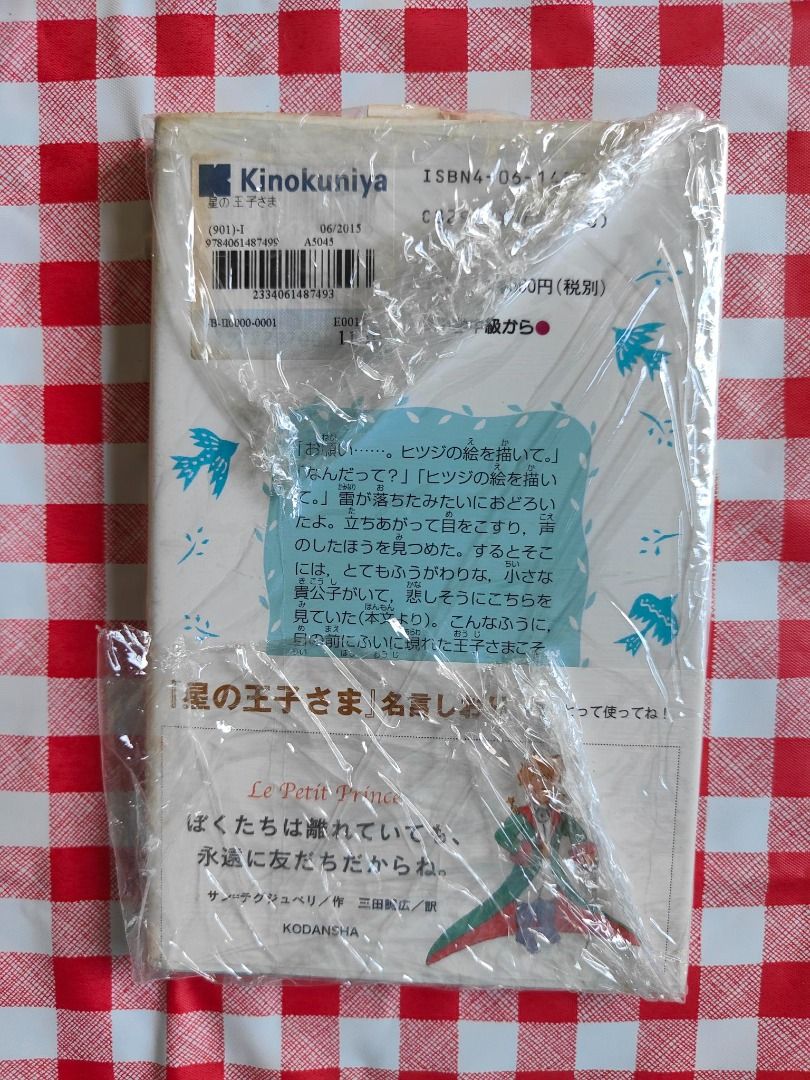 Kinokuniya
星の王子さま
(901)-I 06/2015
9784061487499 A5045
2334061487493
E001
ISBN4-06-14
円(税別)
級から●
「お願い……。ヒツジの絵を描いて。」
「なんだって?」「ヒツジの絵を描い
て。」雷が落ちたみたいにおどろい
たよ。立ちあがって目をこすり，声
のしたほうを見つめた。するとそこ
には，とてもふうがわりな，小さな
貴公子がいて，悲しそうにこちらを
見ていた(本文より)。こんなふうに，
目の前にふいに現れた王子さまこそ
『星の王子さま』名言しおり
とって使ってね！
Le Petit Prince
ぼくたちは離れていても、
永遠に友だちだからね。
サン=テグジュペリ／作 三田誠広／訳
KODANSHA